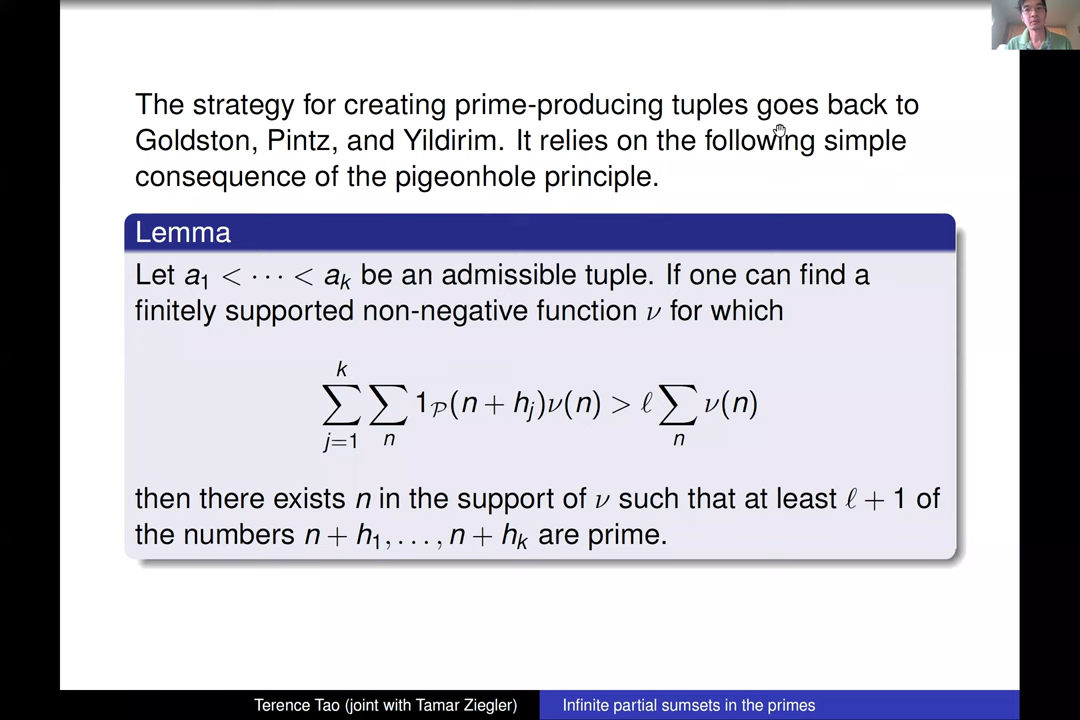 The strategy for creating prime-producing tuples goes back to
Goldston, Pintz, and Yildirim. It relies on the following simple
consequence of the pigeonhole principle.
Lemma
Let a₁ < ··· < aₖ be an admissible tuple. If one can find a
finitely supported non-negative function ν for which
∑_{j=1}^{k} ∑_{n} 1_𝒫(n + hⱼ)ν(n) > ℓ ∑_{n} ν(n)
then there exists n in the support of ν such that at least ℓ + 1 of
the numbers n + h₁, . . . , n + hₖ are prime.
Terence Tao (joint with Tamar Ziegler)
Infinite partial sumsets in the primes